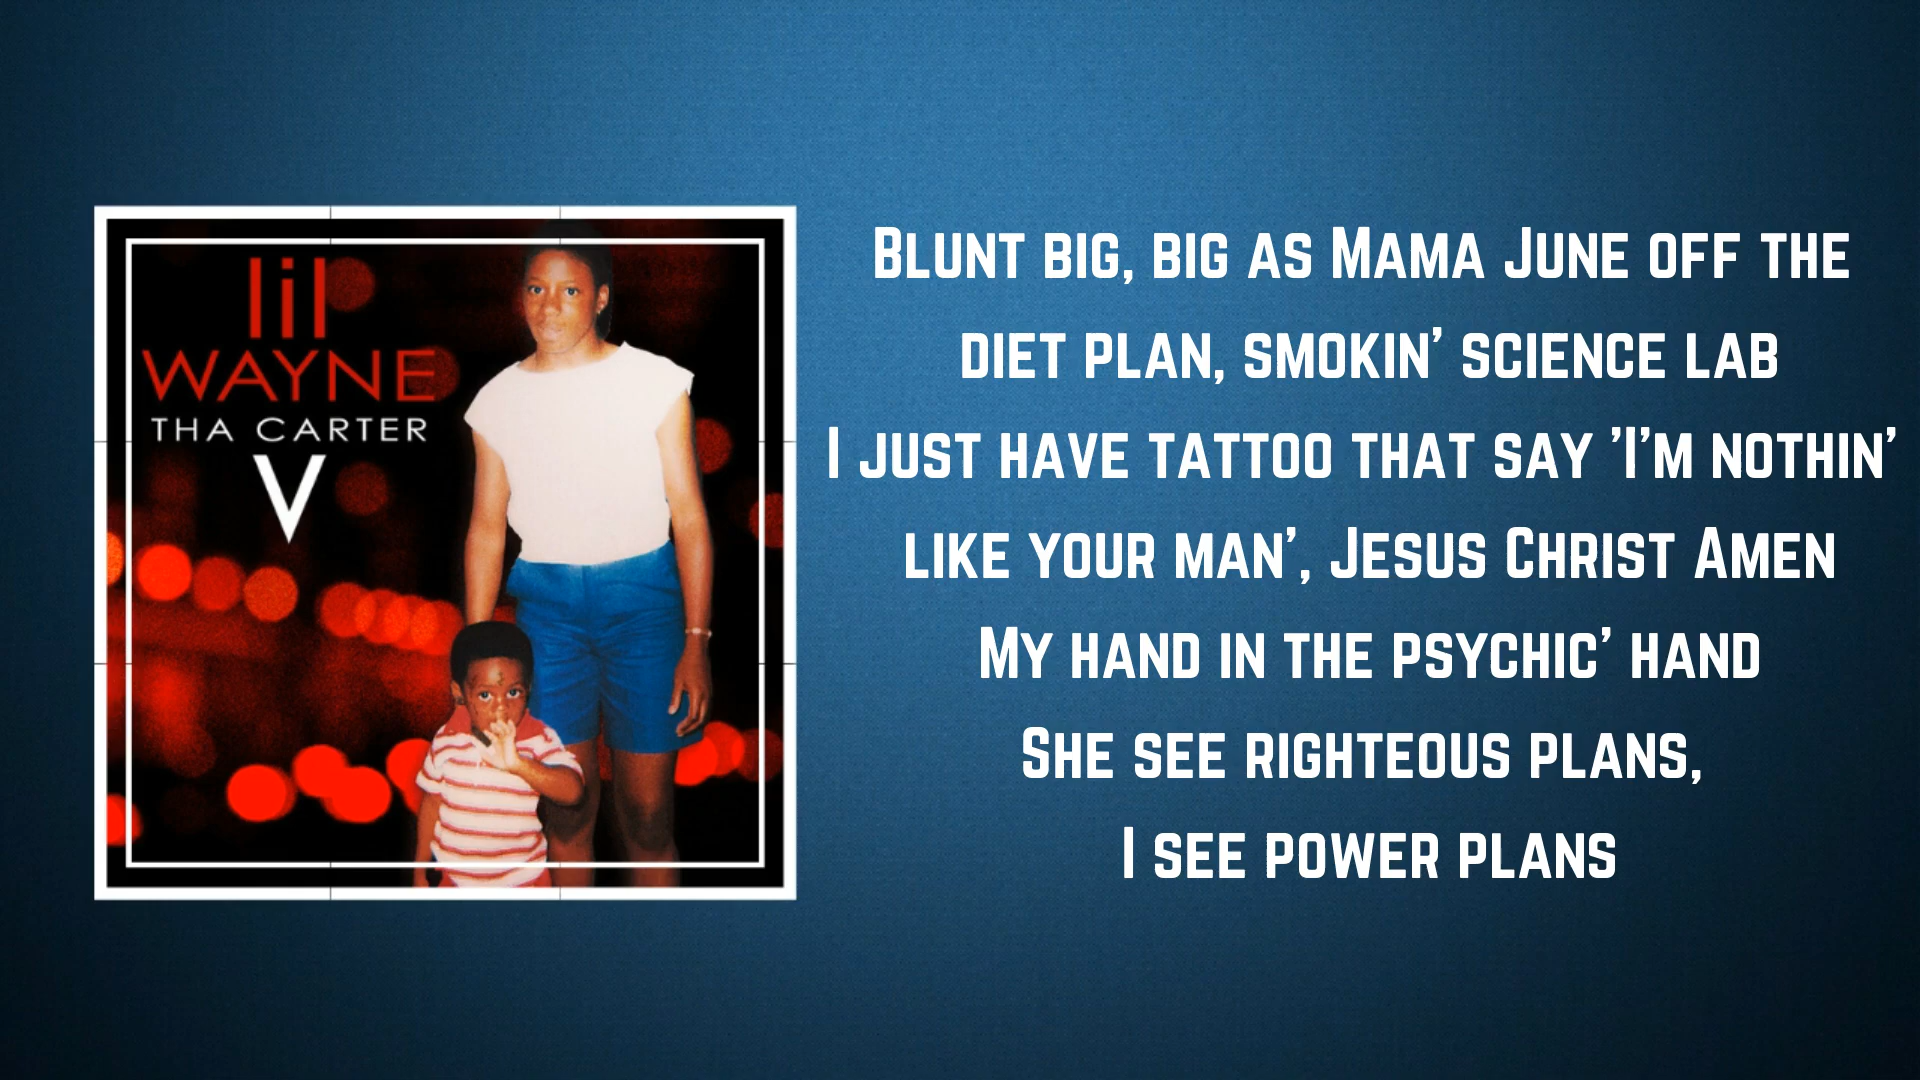 lil
WAYNE
THA CARTER
V
Blunt big, big as Mama June off the
diet plan, smokin' science lab
I just have tattoo that say 'I'm nothin'
like your man', Jesus Christ Amen
My hand in the psychic' hand
She see righteous plans,
I see power plans